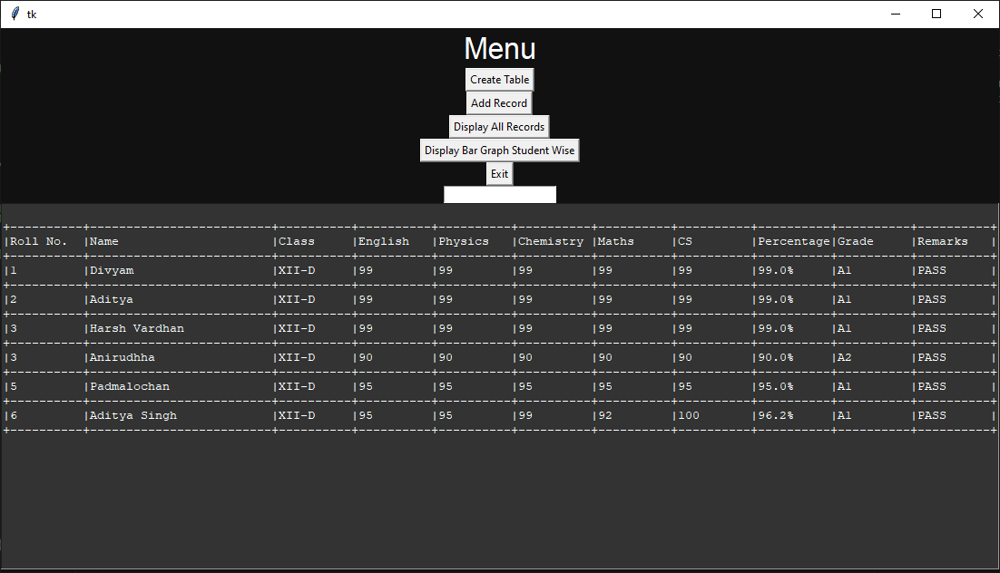 tk
Menu
Create Table
Add Record
Display All Records
Display Bar Graph Student Wise
Exit
+----------+-------------------------+----------+----------+----------+----------+----------+----------+----------+----------+----------+
|Roll No.  |Name                     |Class     |English   |Physics   |Chemistry |Maths     |CS        |Percentage|Grade     |Remarks   |
+----------+-------------------------+----------+----------+----------+----------+----------+----------+----------+----------+----------+
|1         |Divyam                   |XII-D     |99        |99        |99        |99        |99        |99.0%     |A1        |PASS      |
+----------+-------------------------+----------+----------+----------+----------+----------+----------+----------+----------+----------+
|2         |Aditya                   |XII-D     |99        |99        |99        |99        |99        |99.0%     |A1        |PASS      |
+----------+-------------------------+----------+----------+----------+----------+----------+----------+----------+----------+----------+
|3         |Harsh Vardhan            |XII-D     |99        |99        |99        |99        |99        |99.0%     |A1        |PASS      |
+----------+-------------------------+----------+----------+----------+----------+----------+----------+----------+----------+----------+
|3         |Anirudhha                |XII-D     |90        |90        |90        |90        |90        |90.0%     |A2        |PASS      |
+----------+-------------------------+----------+----------+----------+----------+----------+----------+----------+----------+----------+
|5         |Padmalochan              |XII-D     |95        |95        |95        |95        |95        |95.0%     |A1        |PASS      |
+----------+-------------------------+----------+----------+----------+----------+----------+----------+----------+----------+----------+
|6         |Aditya Singh             |XII-D     |95        |95        |99        |92        |100       |96.2%     |A1        |PASS      |
+----------+-------------------------+----------+----------+----------+----------+----------+----------+----------+----------+----------+